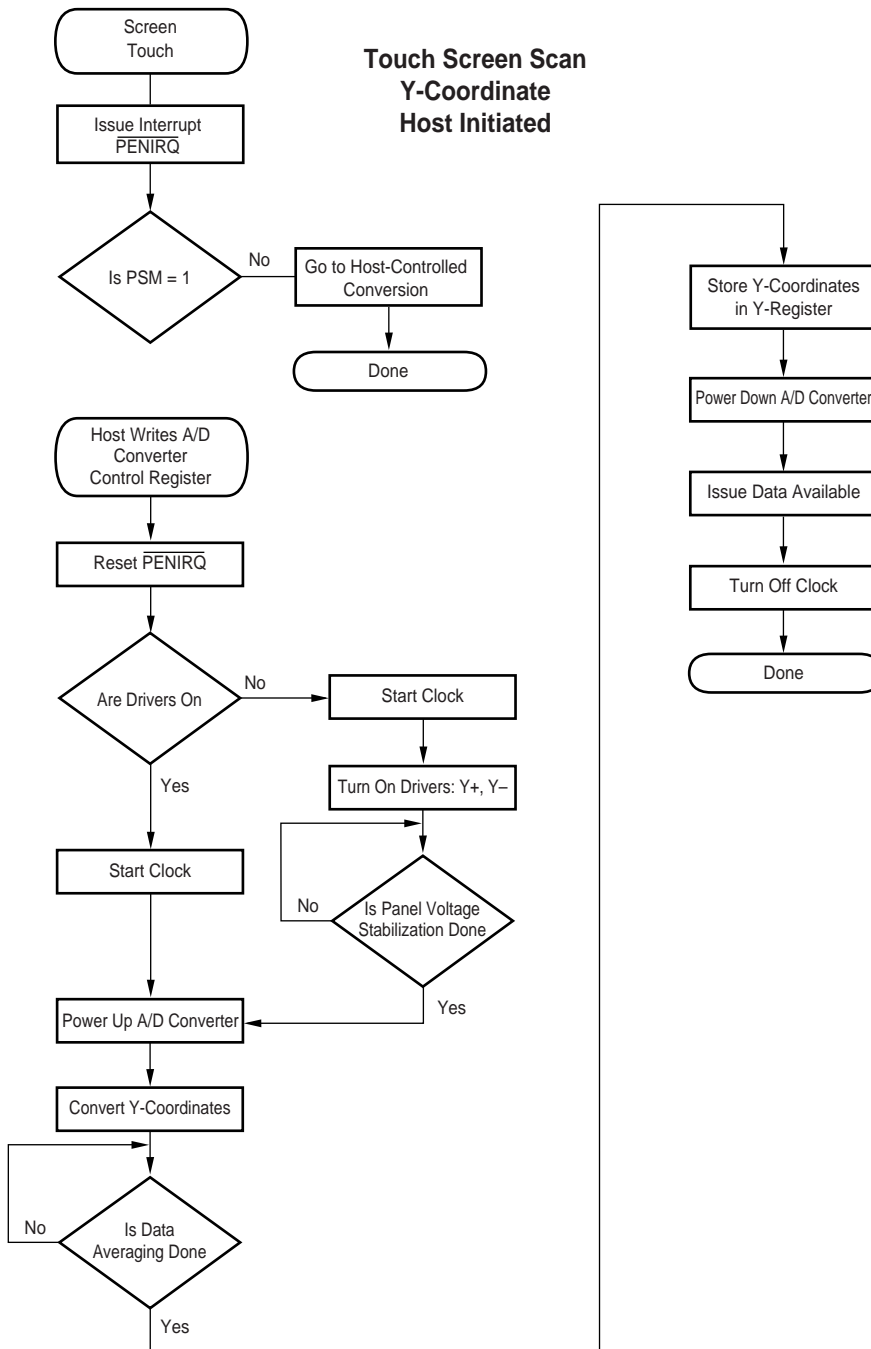 Screen
Touch
Touch Screen Scan
Y-Coordinate
Host Initiated
Issue Interrupt
PENIRQ
Is PSM = 1
No
Go to Host-Controlled
Conversion
Done
Host Writes A/D
Converter
Control Register
Reset PENIRQ
Are Drivers On
No
Start Clock
Turn On Drivers: Y+, Y–
Yes
Start Clock
No
Is Panel Voltage
Stabilization Done
Yes
Power Up A/D Converter
Convert Y-Coordinates
No
Is Data
Averaging Done
Yes
Store Y-Coordinates
in Y-Register
Power Down A/D Converter
Issue Data Available
Turn Off Clock
Done